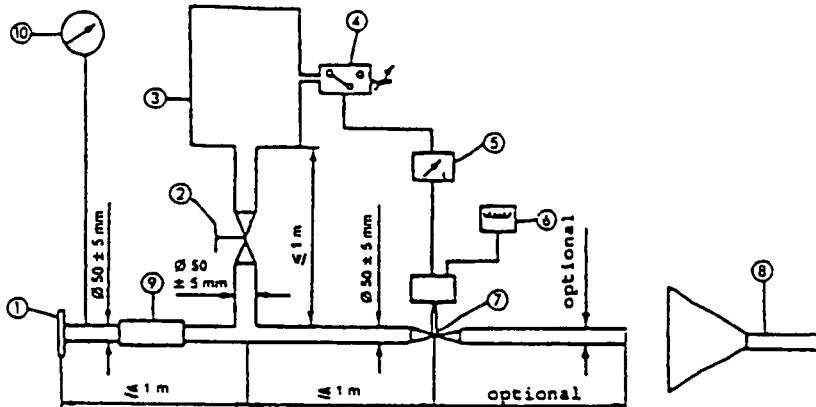 10
4
3
5
2
6
≤ 1 m
Ø 50 ± 5 mm
Ø 50
± 5 mm
Ø 50 ± 5 mm
optional
1
9
7
8
≤ 1 m
≤ 1 m
optional